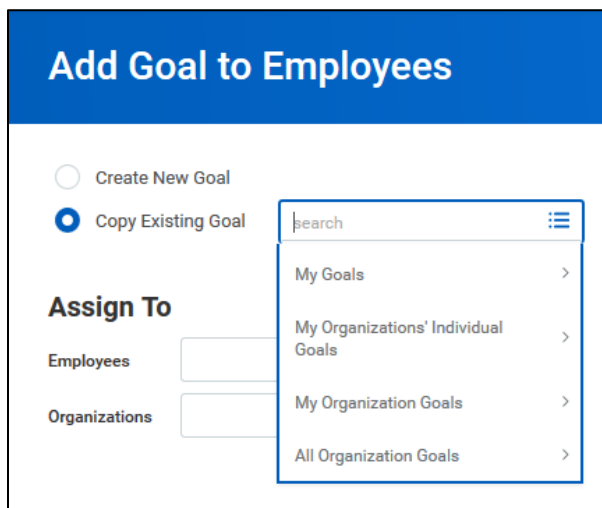 Add Goal to Employees
Create New Goal
Copy Existing Goal
search
My Goals
My Organizations' Individual
Goals
My Organization Goals
All Organization Goals
Assign To
Employees
Organizations